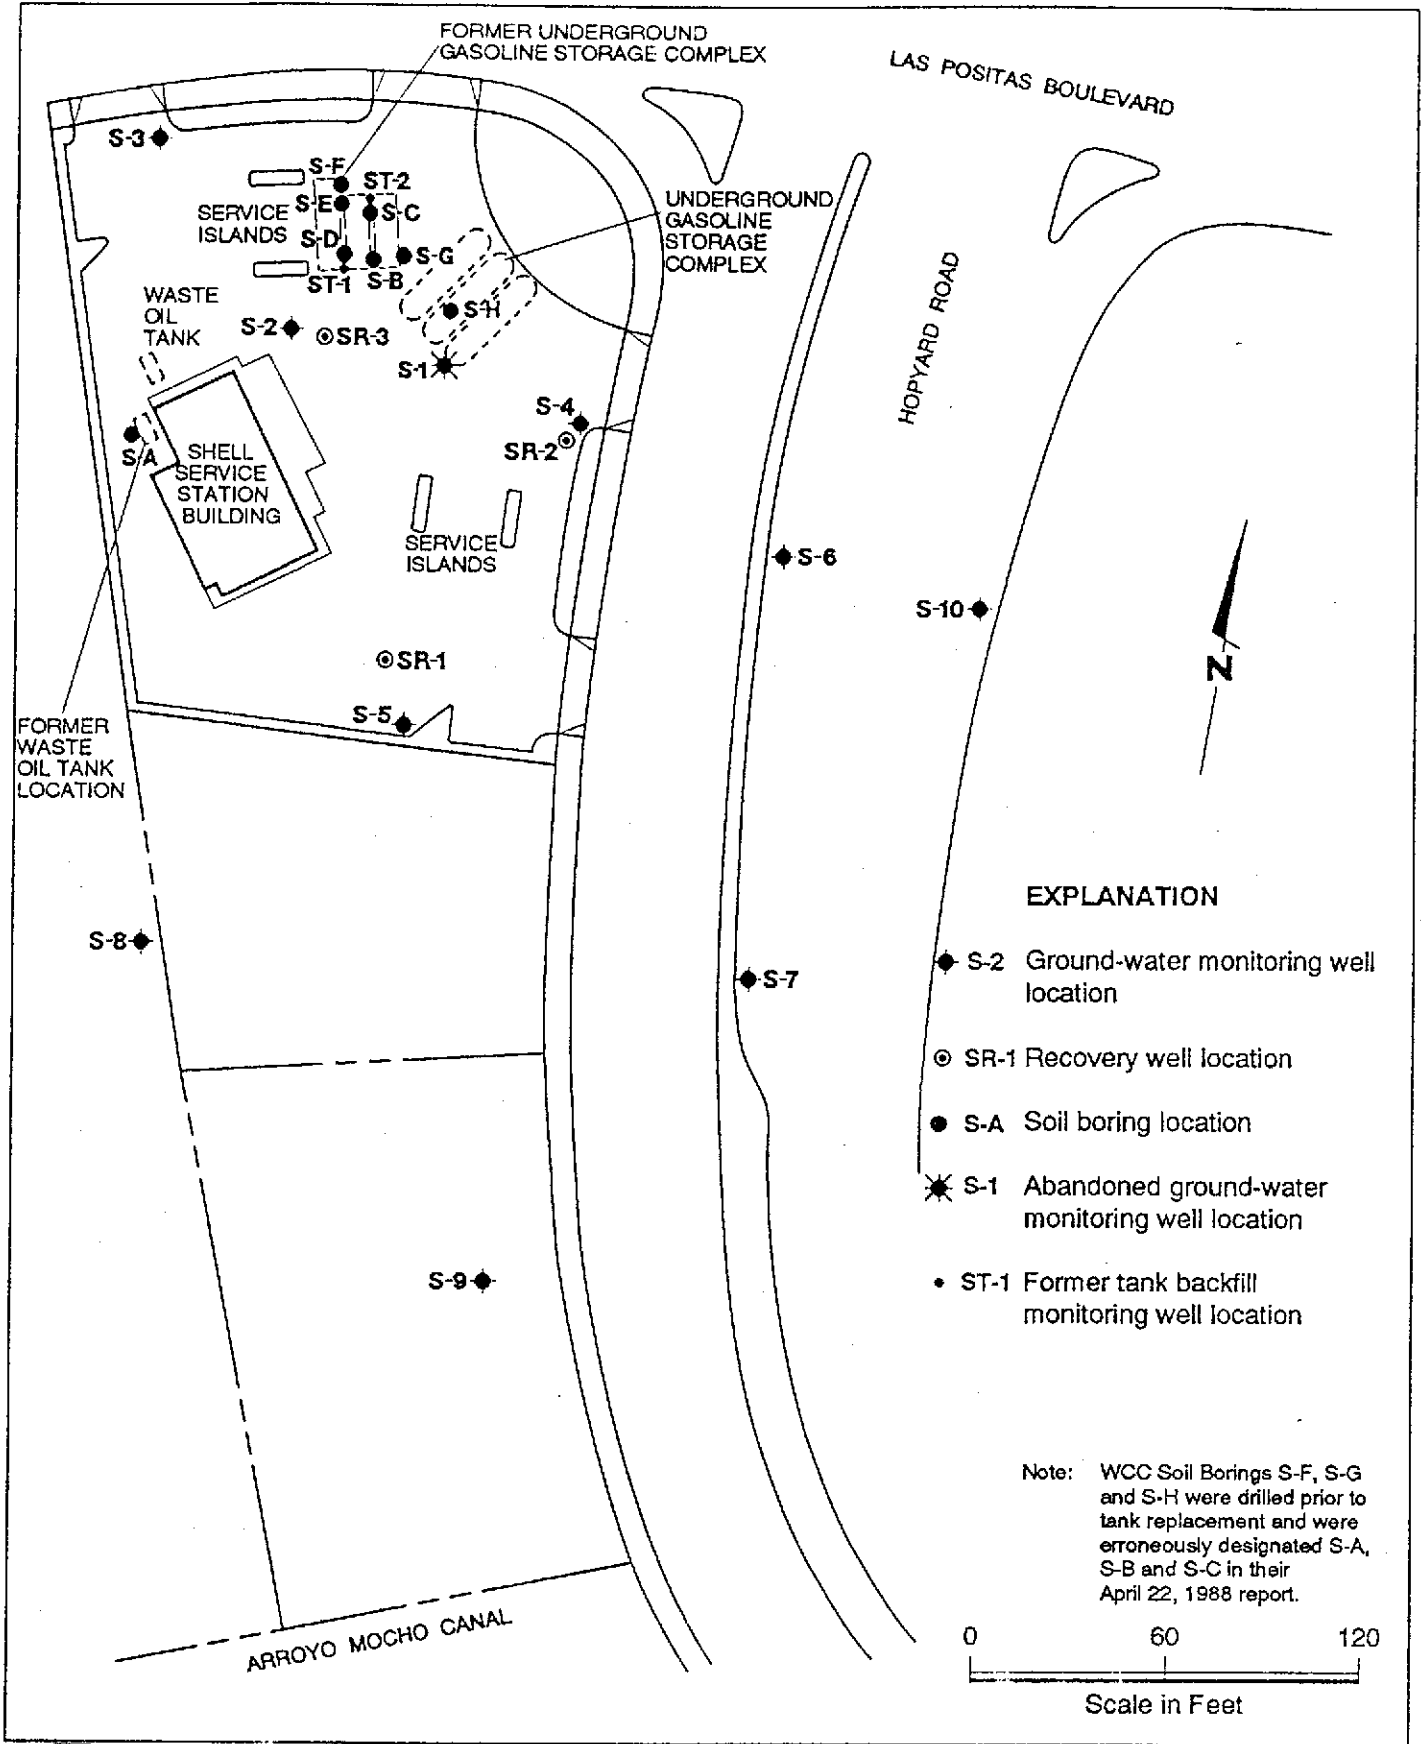 FORMER UNDERGROUND
GASOLINE STORAGE COMPLEX
LAS POSITAS BOULEVARD
S-3
S-F
ST-2
S-E
S-C
SERVICE
ISLANDS
S-D
S-G
ST-1
S-B
UNDERGROUND
GASOLINE
STORAGE
COMPLEX
HOPYARD ROAD
WASTE
OIL
TANK
S-2
SR-3
S-H
S-1
S-4
SR-2
S-A
SHELL
SERVICE
STATION
BUILDING
SERVICE
ISLANDS
S-6
S-10
N
SR-1
S-5
FORMER
WASTE
OIL TANK
LOCATION
S-8
S-7
S-9
EXPLANATION
S-2 Ground-water monitoring well
location
SR-1 Recovery well location
S-A Soil boring location
S-1 Abandoned ground-water
monitoring well location
ST-1 Former tank backfill
monitoring well location
Note: WCC Soil Borings S-F, S-G
and S-H were drilled prior to
tank replacement and were
erroneously designated S-A,
S-B and S-C in their
April 22, 1988 report.
ARROYO MOCHO CANAL
0 60 120
Scale in Feet